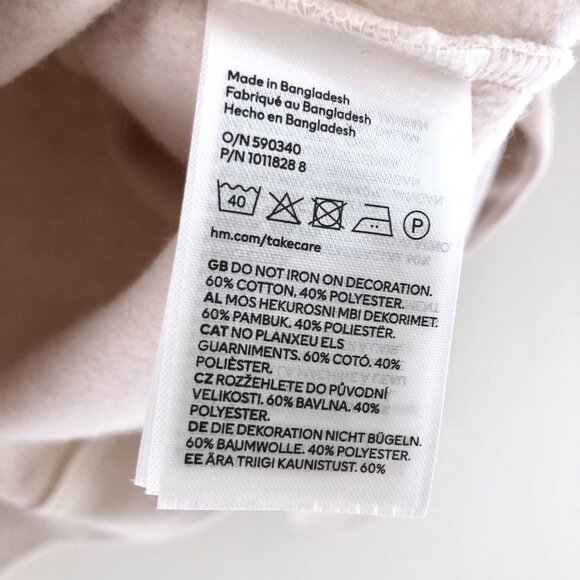 Made in Bangladesh
Fabriqué au Bangladesh
Hecho en Bangladesh
O/N 590340
P/N 1011828 8
40
P
hm.com/takecare
GB DO NOT IRON ON DECORATION.
60% COTTON. 40% POLYESTER.
AL MOS HEKUROSNI MBI DEKORIMET.
60% PAMBUK. 40% POLIESTËR.
CAT NO PLANXEU ELS
GUARNIMENTS. 60% COTÓ. 40%
POLIÈSTER.
CZ ROZŽEHLETE DO PŮVODNÍ
VELIKOSTI. 60% BAVLNA. 40%
POLYESTER.
DE DIE DEKORATION NICHT BÜGELN.
60% BAUMWOLLE. 40% POLYESTER.
EE ÄRA TRIIGI KAUNISTUST. 60%